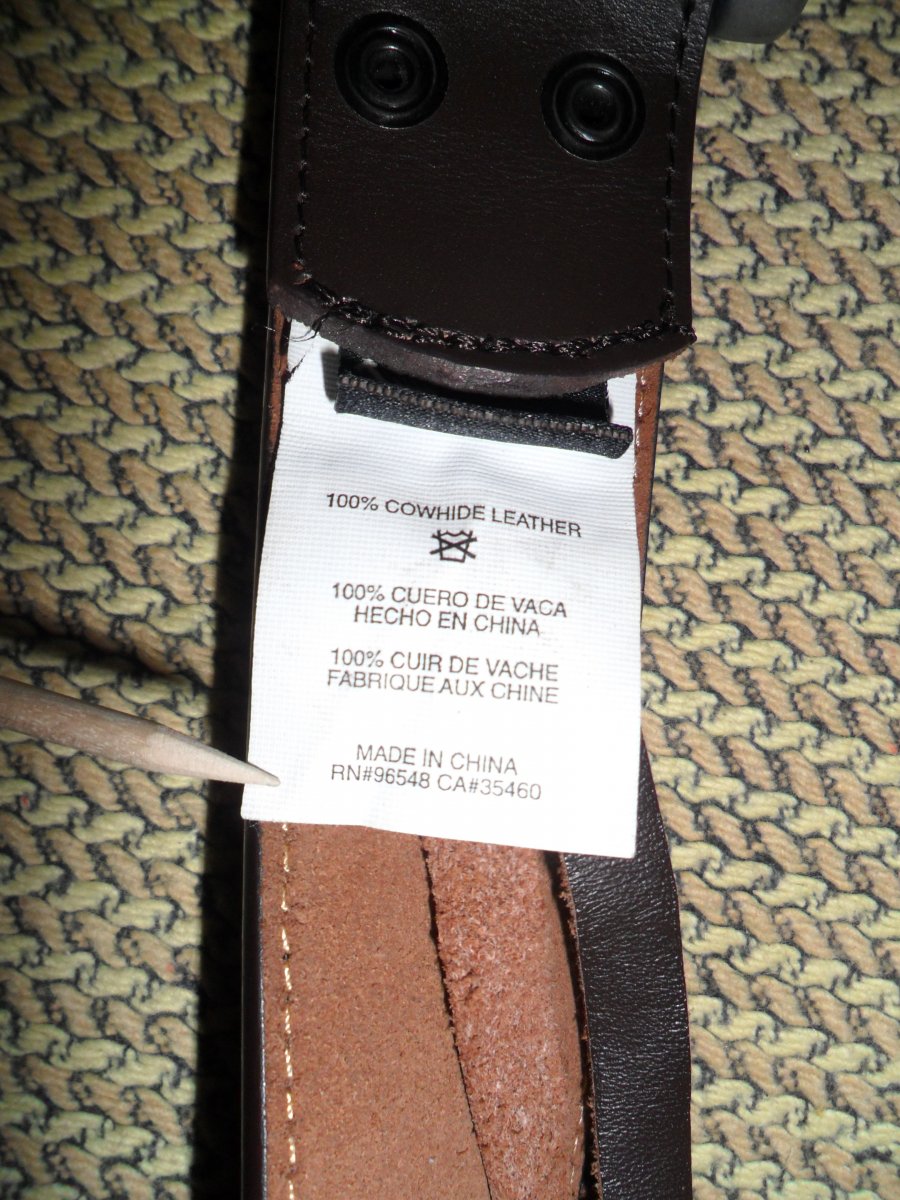 100% COWHIDE LEATHER
100% CUERO DE VACA
HECHO EN CHINA
100% CUIR DE VACHE
FABRIQUE AUX CHINE
MADE IN CHINA
RN#96548 CA#35460